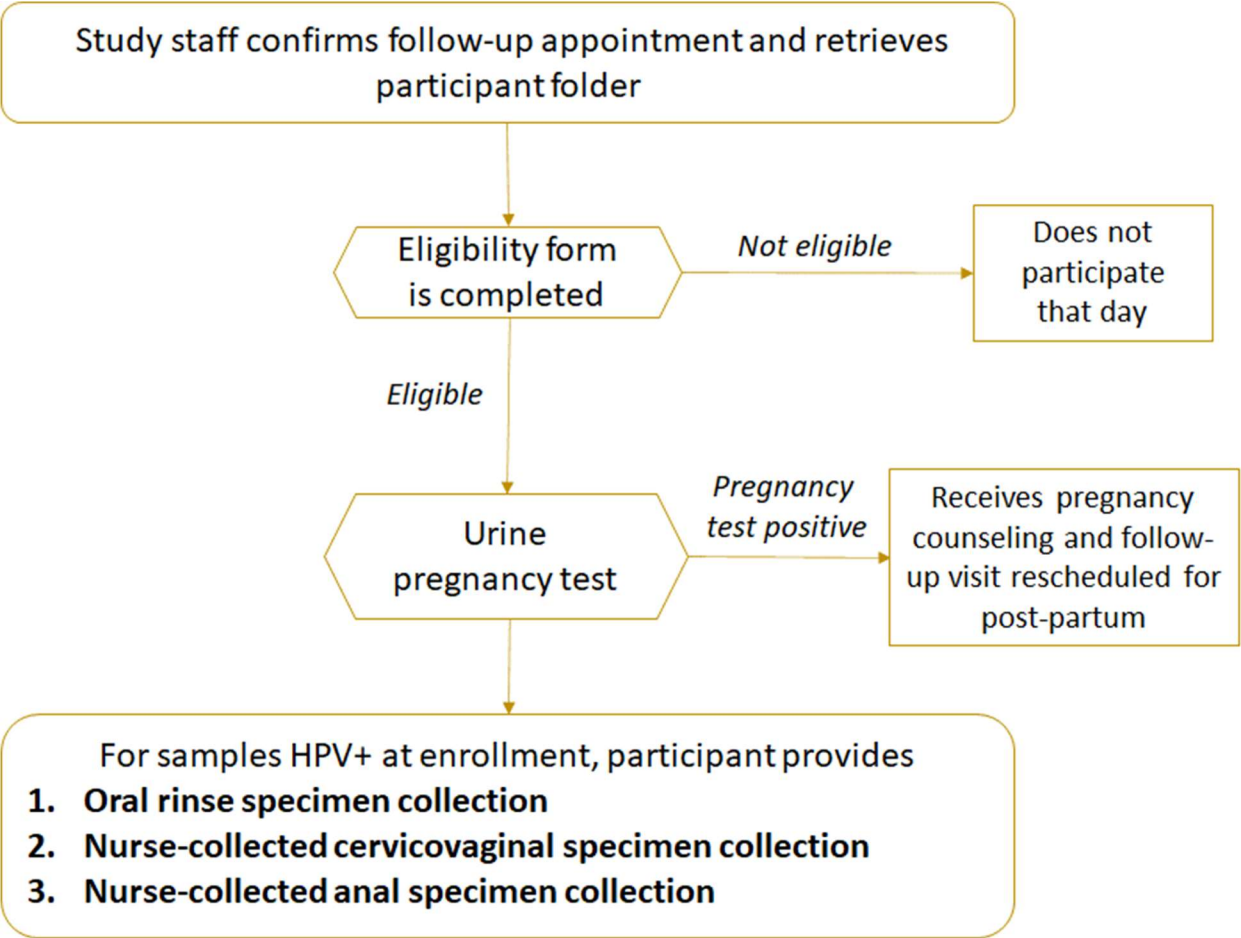 Study staff confirms follow-up appointment and retrieves
participant folder
Eligibility form
is completed
Not eligible
Does not
participate
that day
Eligible
Urine
pregnancy test
Pregnancy
test positive
Receives pregnancy
counseling and follow-
up visit rescheduled for
post-partum
For samples HPV+ at enrollment, participant provides
1. Oral rinse specimen collection
2. Nurse-collected cervicovaginal specimen collection
3. Nurse-collected anal specimen collection